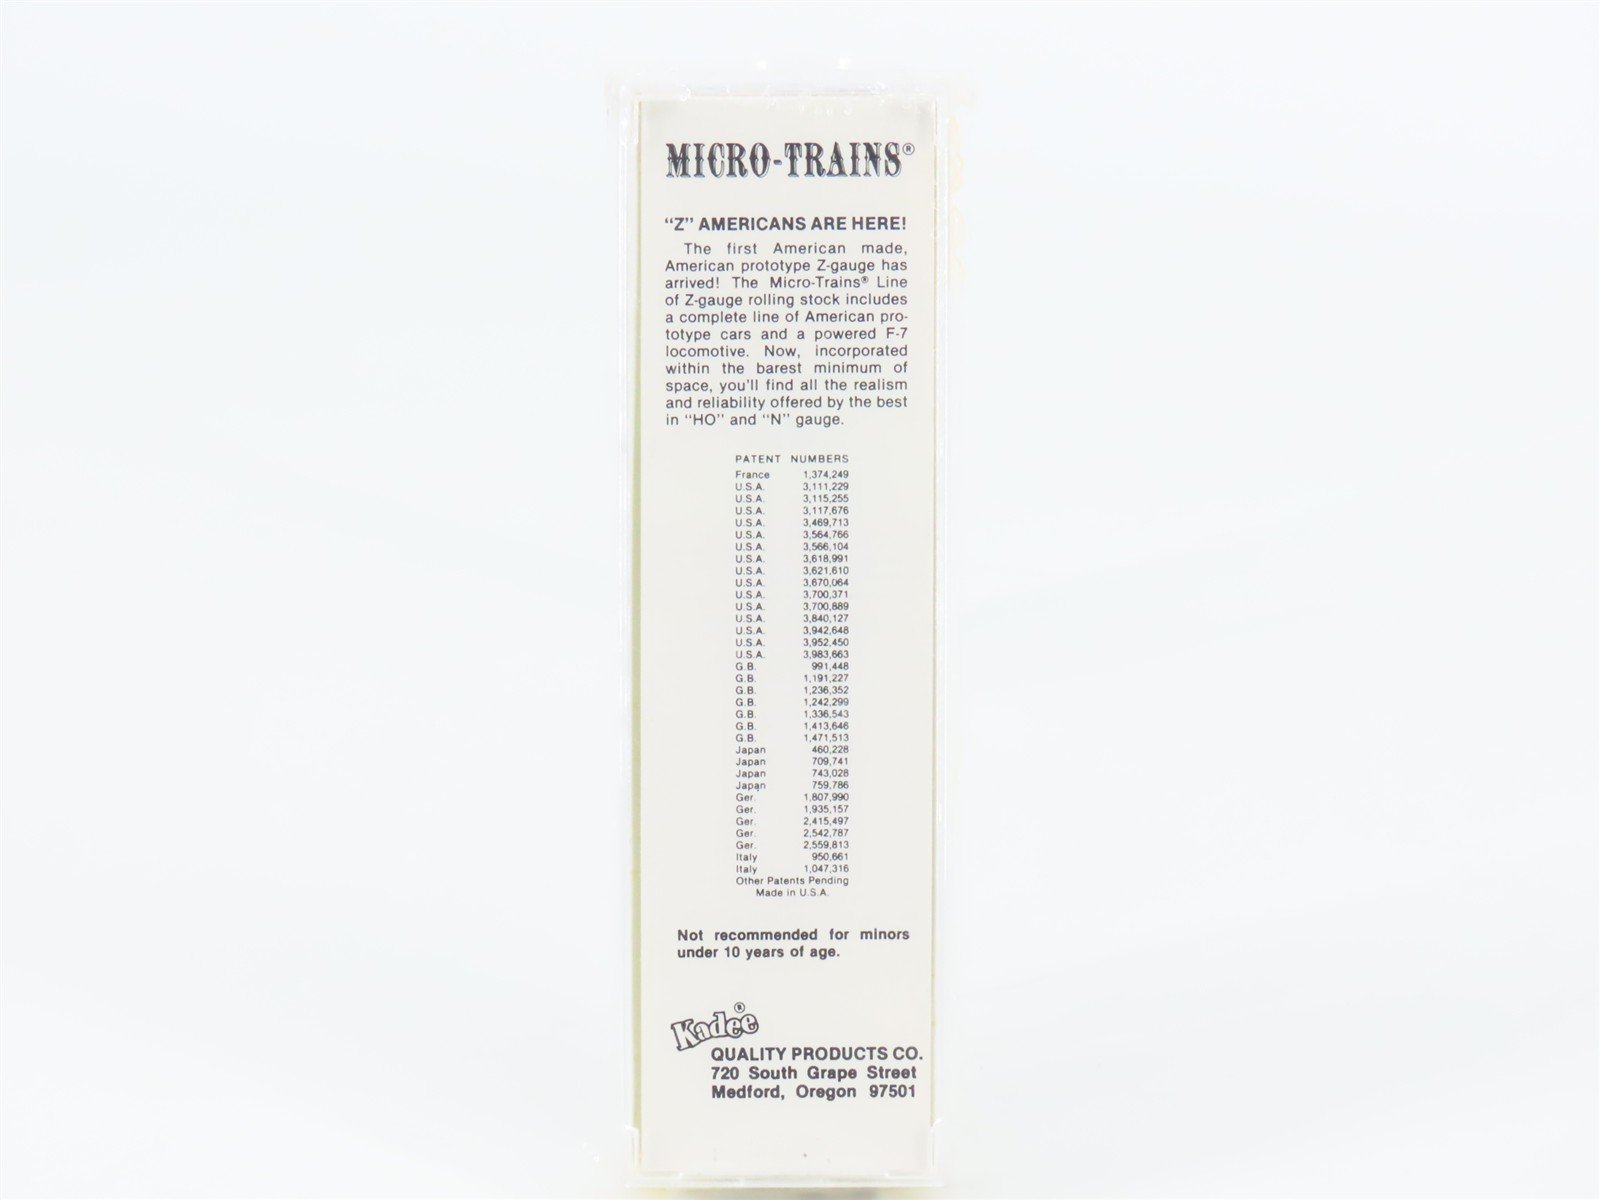 MICRO-TRAINS®
"Z" AMERICANS ARE HERE!
The first American made,
American prototype Z-gauge has
arrived! The Micro-Trains® Line
of Z-gauge rolling stock includes
a complete line of American pro-
totype cars and a powered F-7
locomotive. Now, incorporated
within the barest minimum of
space, you'll find all the realism
and reliability offered by the best
in "HO" and "N" gauge.
PATENT NUMBERS
France 1,374,249
U.S.A. 3,111,229
U.S.A. 3,115,255
U.S.A. 3,117,676
U.S.A. 3,469,713
U.S.A. 3,564,766
U.S.A. 3,566,104
U.S.A. 3,618,991
U.S.A. 3,621,610
U.S.A. 3,670,064
U.S.A. 3,700,371
U.S.A. 3,700,889
U.S.A. 3,840,127
U.S.A. 3,942,648
U.S.A. 3,952,450
U.S.A. 3,983,663
G.B. 991,448
G.B. 1,191,227
G.B. 1,236,352
G.B. 1,242,299
G.B. 1,336,543
G.B. 1,413,646
G.B. 1,471,513
Japan 460,228
Japan 709,741
Japan 743,028
Japan 759,786
Ger. 1,807,990
Ger. 1,935,157
Ger. 2,415,497
Ger. 2,542,787
Ger. 2,559,813
Italy 950,661
Italy 1,047,316
Other Patents Pending
Made in U.S.A.
Not recommended for minors
under 10 years of age.
Kadee®
QUALITY PRODUCTS CO.
720 South Grape Street
Medford, Oregon 97501